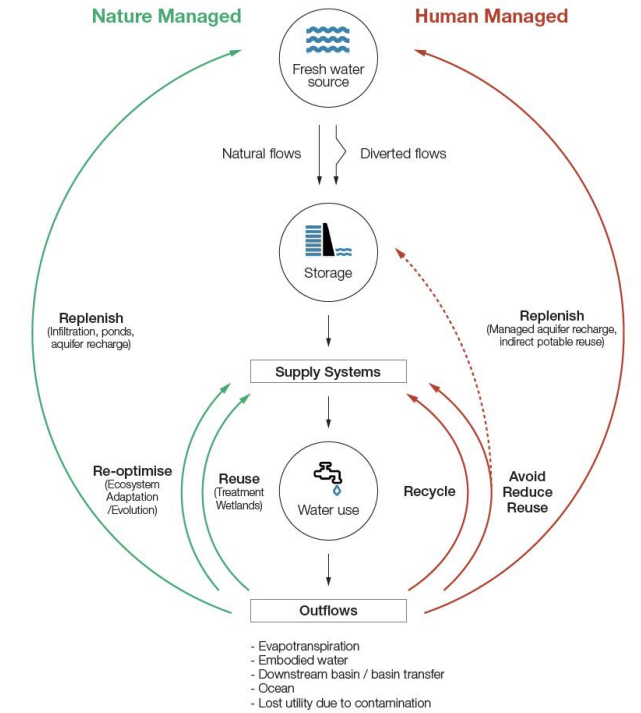 Nature Managed
Human Managed
Fresh water
source
Natural flows
Diverted flows
Storage
Replenish
(Infiltration, ponds,
aquifer recharge)
Replenish
(Managed aquifer recharge,
indirect potable reuse)
Supply Systems
Re-optimise
(Ecosystem
Adaptation
/Evolution)
Reuse
(Treatment
Wetlands)
Water use
Recycle
Avoid
Reduce
Reuse
Outflows
- Evapotranspiration
- Embodied water
- Downstream basin / basin transfer
- Ocean
- Lost utility due to contamination